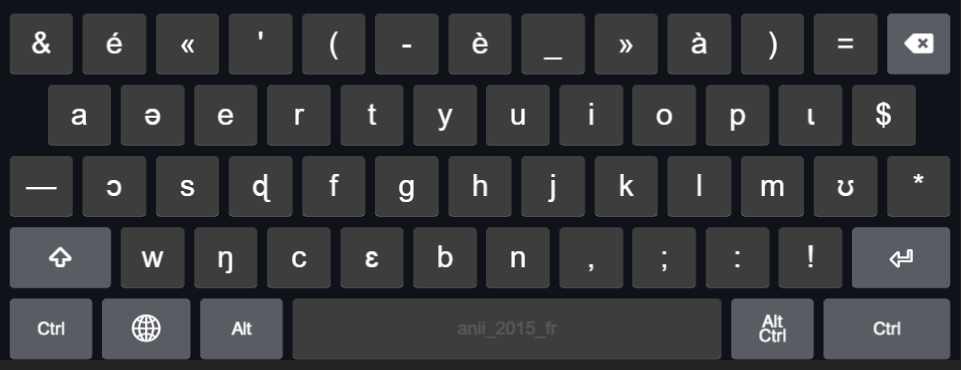 & é « ' ( - è _ » à ) =
a ə e r t y u i o p ɩ $
— ɔ s ɖ f g h j k l m ʊ *
w ŋ c ɛ b n , ; : !
Ctrl Alt anii_2015_fr Alt Ctrl Ctrl